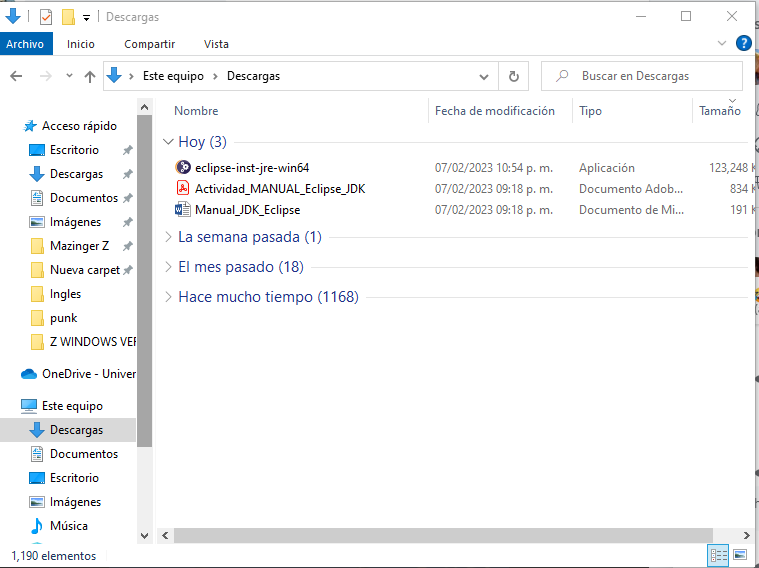 Descargas
Archivo Inicio Compartir Vista
Este equipo Descargas Buscar en Descargas
Nombre Fecha de modificación Tipo Tamaño
Acceso rápido
Escritorio
Descargas
Documentos
Imágenes
Mazinger Z
Nueva carpet
Ingles
punk
Z WINDOWS VER
OneDrive - Univer
Este equipo
Descargas
Documentos
Escritorio
Imágenes
Música
Hoy (3)
eclipse-inst-jre-win64 07/02/2023 10:54 p. m. Aplicación 123,248 K
Actividad_MANUAL_Eclipse_JDK 07/02/2023 09:18 p. m. Documento Adob... 834 K
Manual_JDK_Eclipse 07/02/2023 09:18 p. m. Documento de Mi... 191 K
La semana pasada (1)
El mes pasado (18)
Hace mucho tiempo (1168)
1,190 elementos